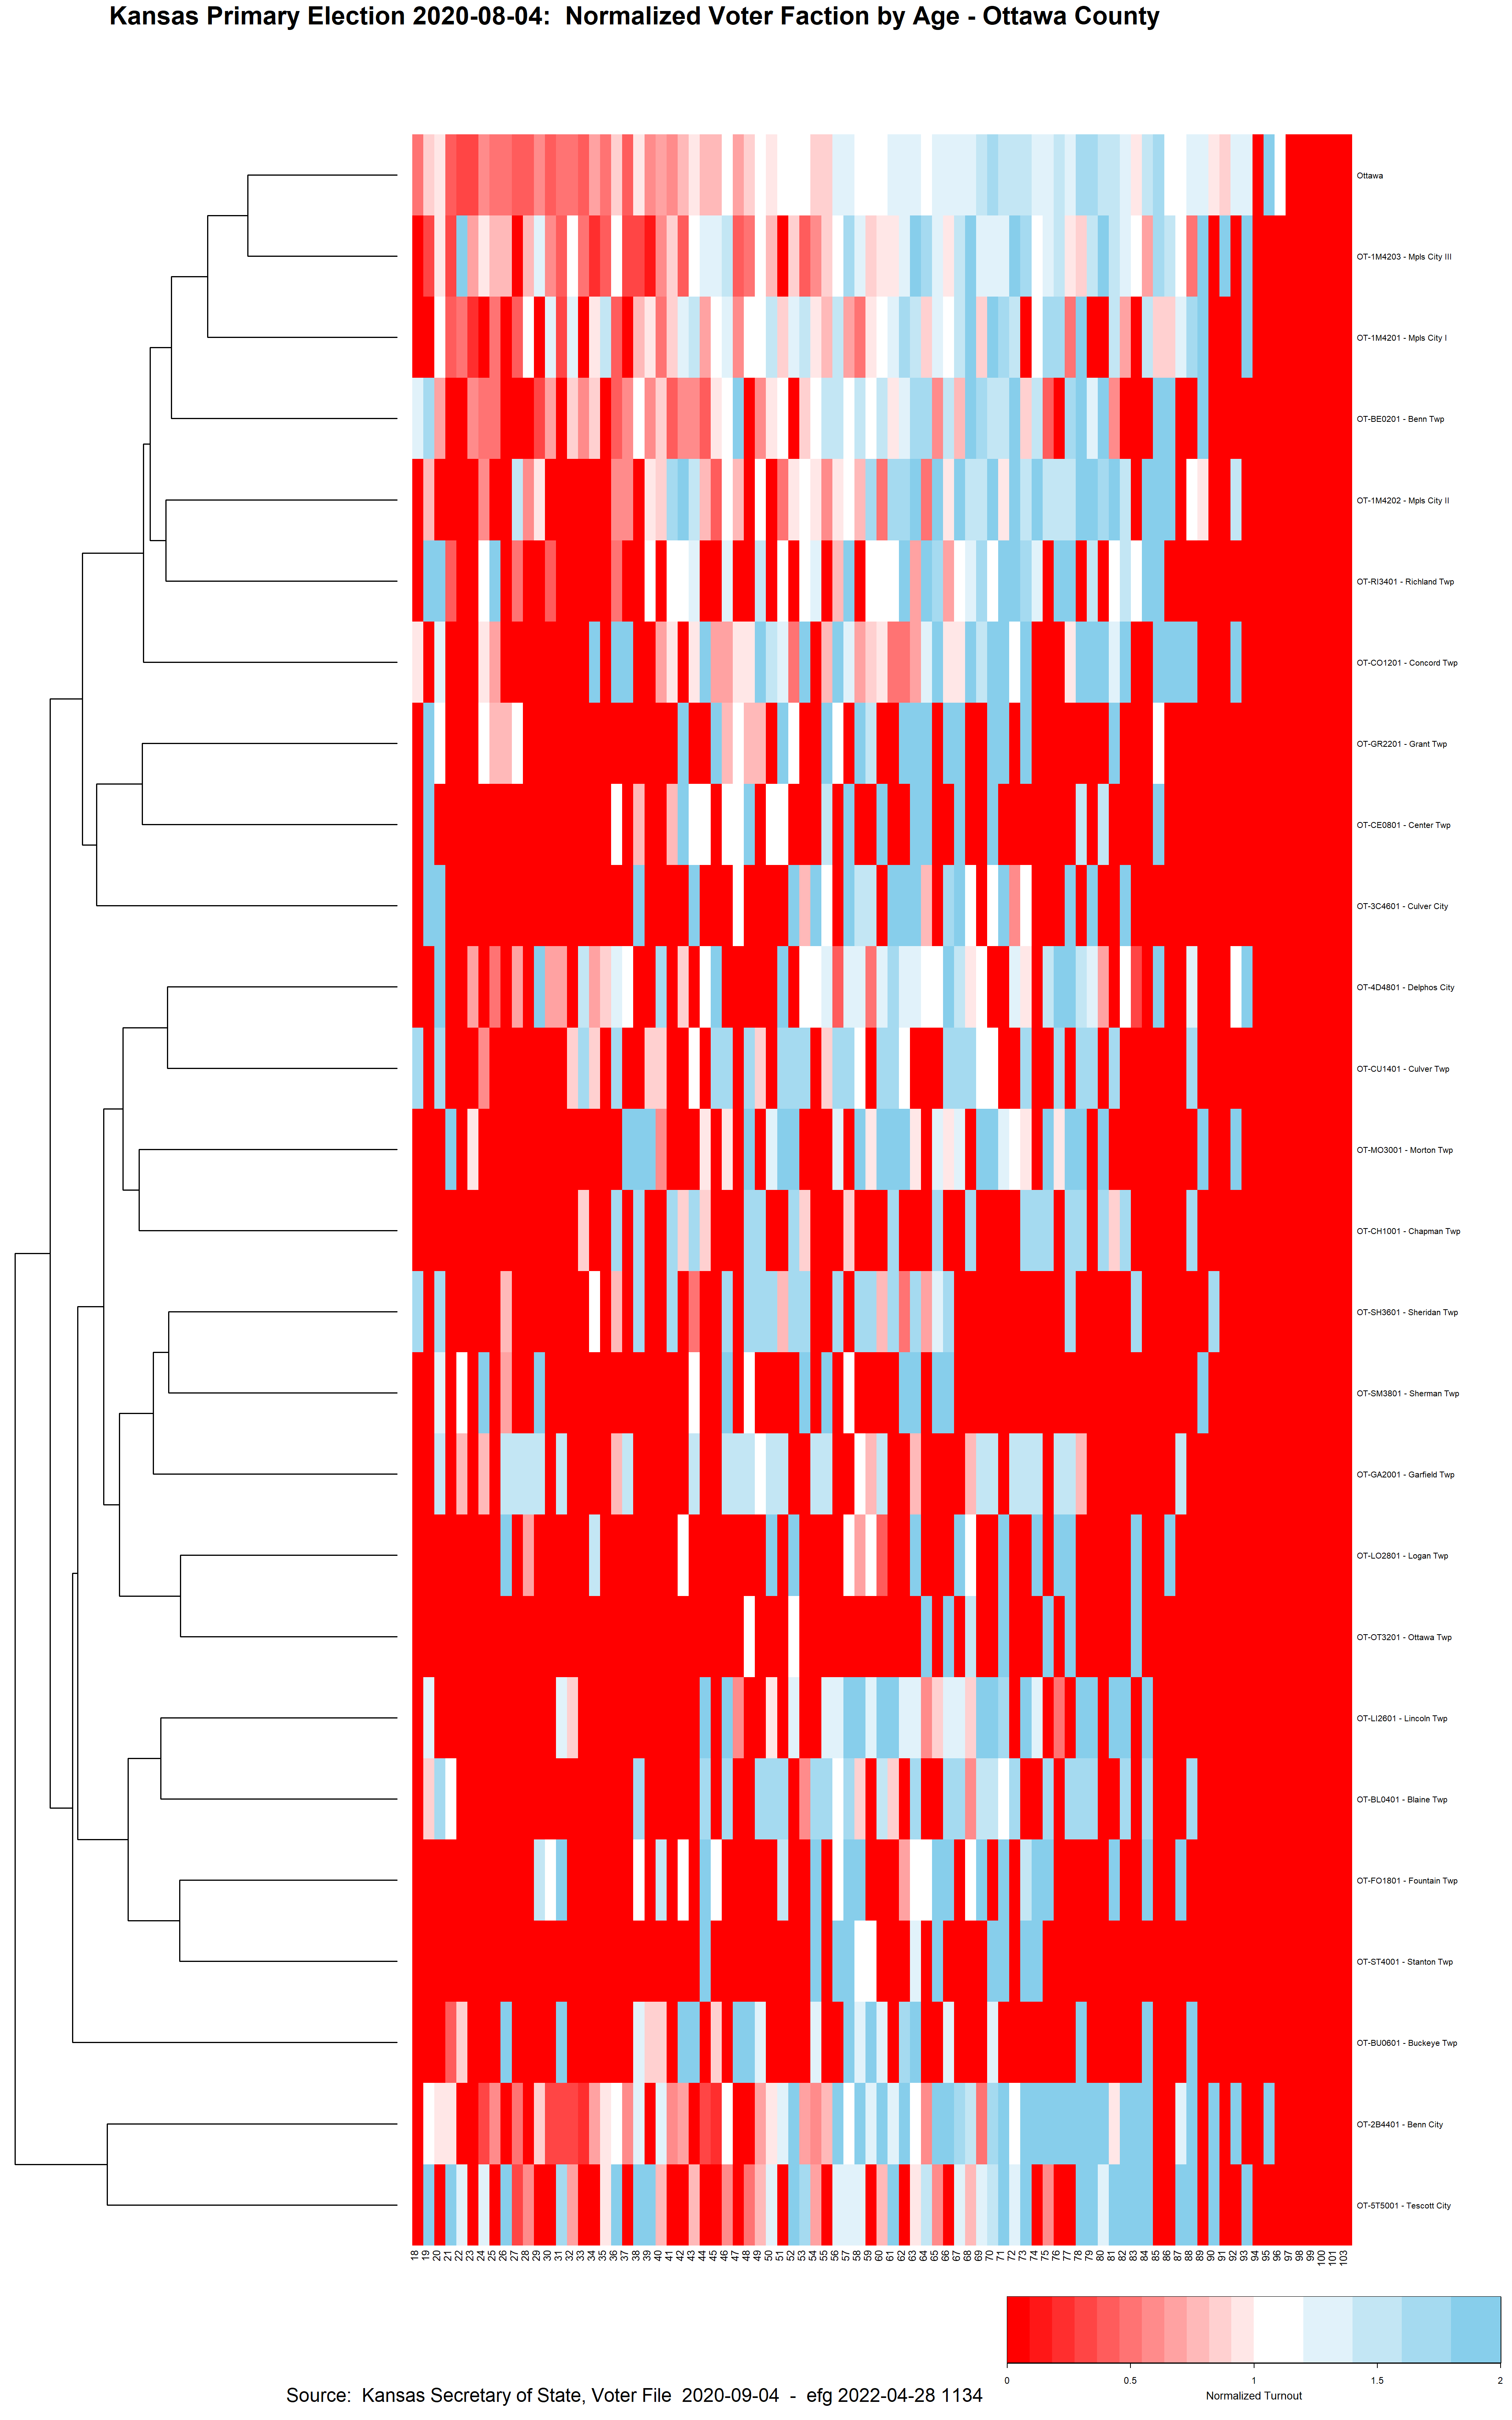 Kansas Primary Election 2020-08-04:  Normalized Voter Faction by Age - Ottawa County
Ottawa
OT-1M4203 - Mpls City III
OT-1M4201 - Mpls City I
OT-BE0201 - Benn Twp
OT-1M4202 - Mpls City II
OT-RI3401 - Richland Twp
OT-CO1201 - Concord Twp
OT-GR2201 - Grant Twp
OT-CE0801 - Center Twp
OT-3C4601 - Culver City
OT-4D4801 - Delphos City
OT-CU1401 - Culver Twp
OT-MO3001 - Morton Twp
OT-CH1001 - Chapman Twp
OT-SH3601 - Sheridan Twp
OT-SM3801 - Sherman Twp
OT-GA2001 - Garfield Twp
OT-LO2801 - Logan Twp
OT-OT3201 - Ottawa Twp
OT-LI2601 - Lincoln Twp
OT-BL0401 - Blaine Twp
OT-FO1801 - Fountain Twp
OT-ST4001 - Stanton Twp
OT-BU0601 - Buckeye Twp
OT-2B4401 - Benn City
OT-5T5001 - Tescott City
18 19 20 21 22 23 24 25 26 27 28 29 30 31 32 33 34 35 36 37 38 39 40 41 42 43 44 45 46 47 48 49 50 51 52 53 54 55 56 57 58 59 60 61 62 63 64 65 66 67 68 69 70 71 72 73 74 75 76 77 78 79 80 81 82 83 84 85 86 87 88 89 90 91 92 93 94 95 96 97 98 99 100 101 103
0 0.5 1 1.5 2
Normalized Turnout
Source:  Kansas Secretary of State, Voter File  2020-09-04  -  efg 2022-04-28 1134